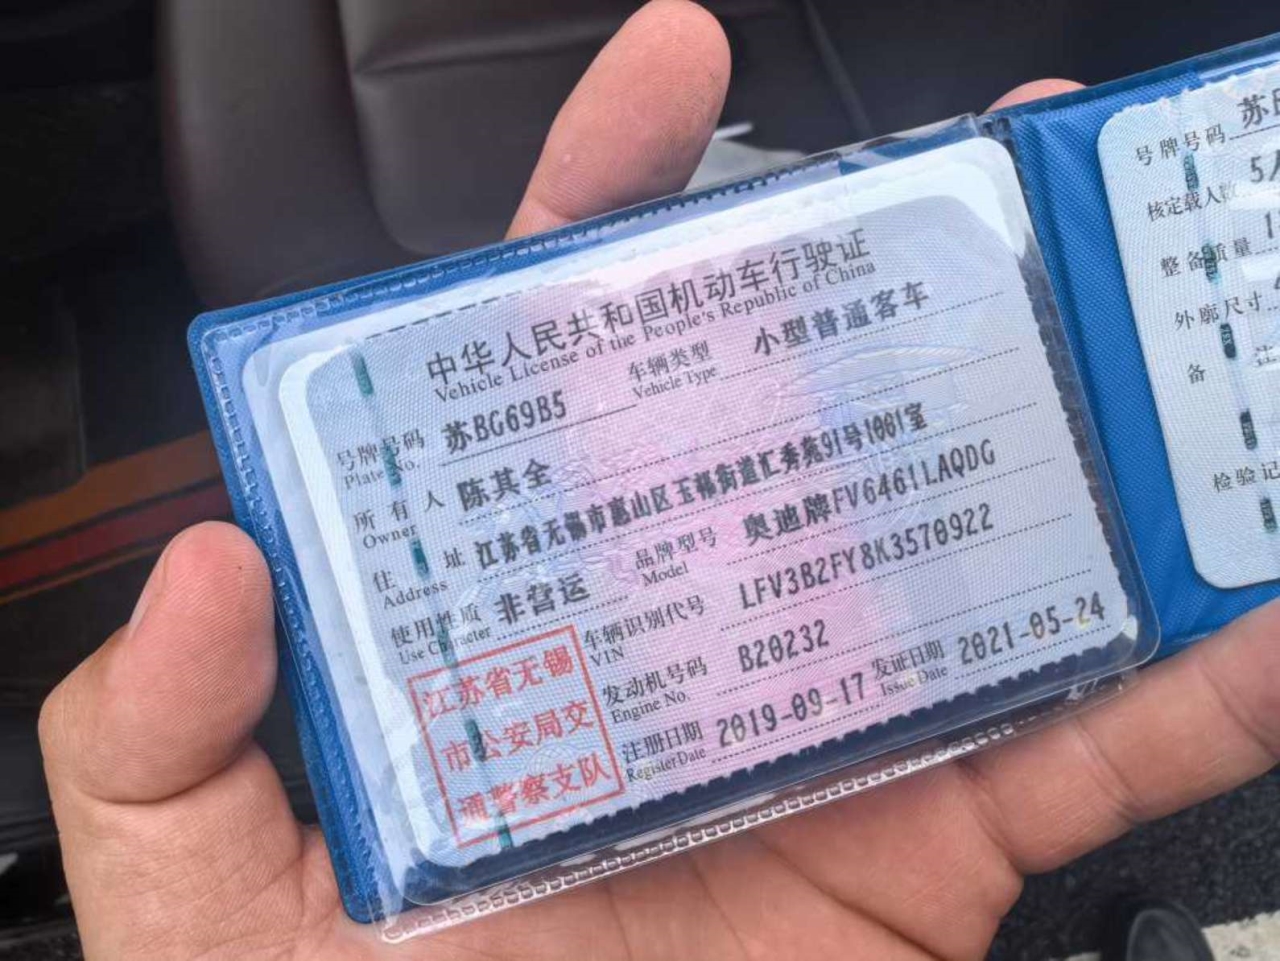 中华人民共和国机动车行驶证
Vehicle License of the People's Republic of China
号牌号码 苏BG69B5 车辆类型 小型普通客车
Plate No. Vehicle Type
所有人 陈其全
Owner
住址 江苏省无锡市惠山区玉祁街道汇秀苑91号1001室
Address
使用性质 非营运 品牌型号 奥迪牌FV6461LAQDG
Use Character Model
车辆识别代号 LFV3B2FY8K3570922
VIN
发动机号码 B20232
Engine No.
注册日期 2019-09-17 发证日期 2021-05-24
Register Date Issue Date
江苏省无锡
市公安局交
通警察支队
号牌号码 苏B
核定载人数 5
整备质量 1
外廓尺寸
备
检验记